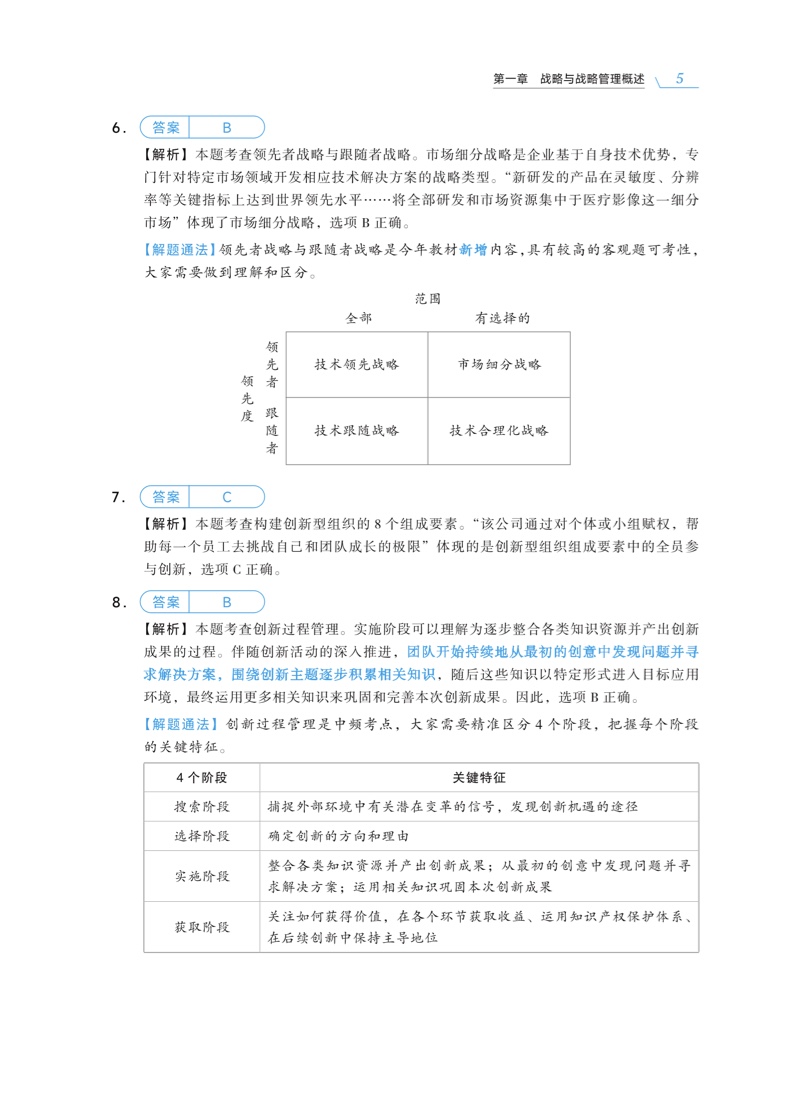 第一章　战略与战略管理概述　5
6. 答案 B
【解析】本题考查领先者战略与跟随者战略。市场细分战略是企业基于自身技术优势，专
门针对特定市场领域开发相应技术解决方案的战略类型。“新研发的产品在灵敏度、分辨
率等关键指标上达到世界领先水平……将全部研发和市场资源集中于医疗影像这一细分
市场”体现了市场细分战略，选项 B 正确。
【解题通法】领先者战略与跟随者战略是今年教材新增内容，具有较高的客观题可考性，
大家需要做到理解和区分。
范围
全部　有选择的
领先度
领先者　技术领先战略　市场细分战略
跟随者　技术跟随战略　技术合理化战略
7. 答案 C
【解析】本题考查构建创新型组织的 8 个组成要素。“该公司通过对个体或小组赋权，帮
助每一个员工去挑战自己和团队成长的极限”体现的是创新型组织组成要素中的全员参
与创新，选项 C 正确。
8. 答案 B
【解析】本题考查创新过程管理。实施阶段可以理解为逐步整合各类知识资源并产出创新
成果的过程。伴随创新活动的深入推进，团队开始持续地从最初的创意中发现问题并寻
求解决方案，围绕创新主题逐步积累相关知识，随后这些知识以特定形式进入目标应用
环境，最终运用更多相关知识来巩固和完善本次创新成果。因此，选项 B 正确。
【解题通法】创新过程管理是中频考点，大家需要精准区分 4 个阶段，把握每个阶段
的关键特征。
4 个阶段　关键特征
搜索阶段　捕捉外部环境中有关潜在变革的信号，发现创新机遇的途径
选择阶段　确定创新的方向和理由
实施阶段　整合各类知识资源并产出创新成果；从最初的创意中发现问题并寻
求解决方案；运用相关知识巩固本次创新成果
获取阶段　关注如何获得价值，在各个环节获取收益、运用知识产权保护体系、
在后续创新中保持主导地位